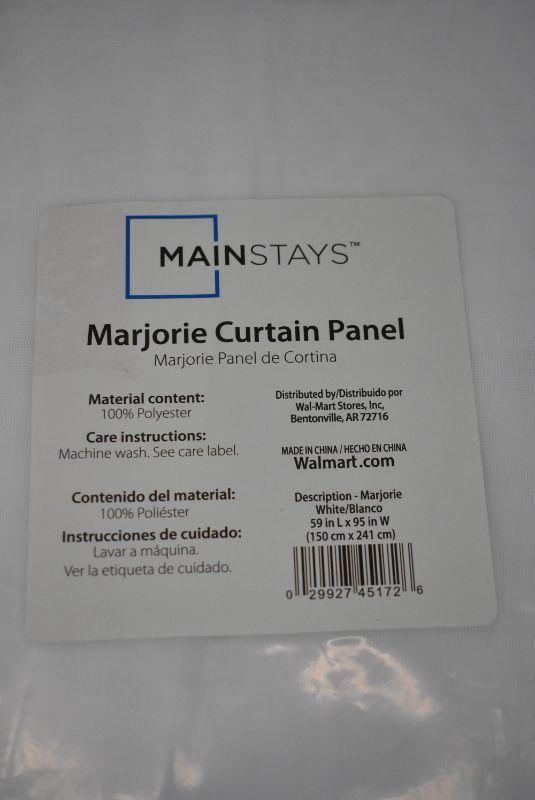 MAINSTAYS™
Marjorie Curtain Panel
Marjorie Panel de Cortina
Material content:
100% Polyester
Care instructions:
Machine wash. See care label.
Contenido del material:
100% Poliéster
Instrucciones de cuidado:
Lavar a máquina.
Ver la etiqueta de cuidado.
Distributed by/Distribuido por
Wal-Mart Stores, Inc,
Bentonville, AR 72716
MADE IN CHINA / HECHO EN CHINA
Walmart.com
Description - Marjorie
White/Blanco
59 in L x 95 in W
(150 cm x 241 cm)
0 29927 45172 6